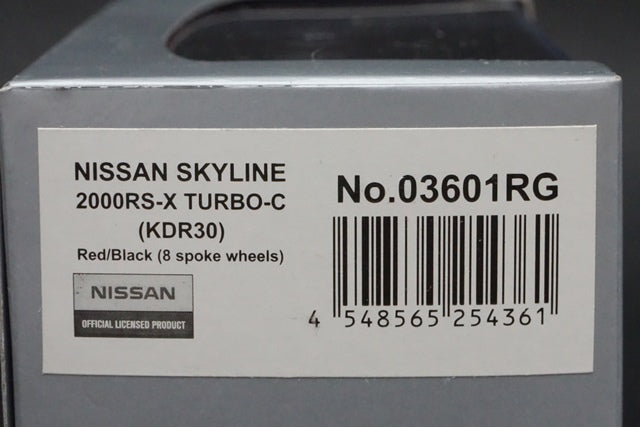 NISSAN SKYLINE
2000RS-X TURBO-C
(KDR30)
Red/Black (8 spoke wheels)
NISSAN
OFFICIAL LICENSED PRODUCT
No.03601RG
4 548565 254361